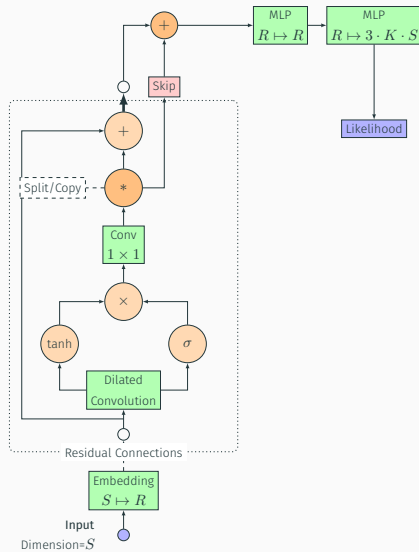 +
MLP
R ↦ R
MLP
R ↦ 3 · K · S
Skip
Likelihood
+
Split/Copy
*
Conv
1 × 1
×
tanh
σ
Dilated
Convolution
Residual Connections
Embedding
S ↦ R
Input
Dimension=S